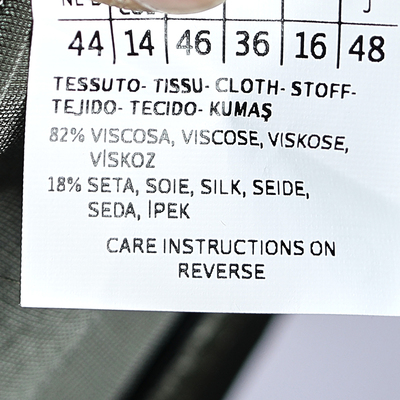 44 14 46 36 16 48
TESSUTO- TISSU- CLOTH- STOFF-
TEJIDO- TECIDO- KUMAŞ
82% VISCOSA, VISCOSE, VISKOSE,
VİSKOZ
18% SETA, SOIE, SILK, SEIDE,
SEDA, İPEK
CARE INSTRUCTIONS ON
REVERSE